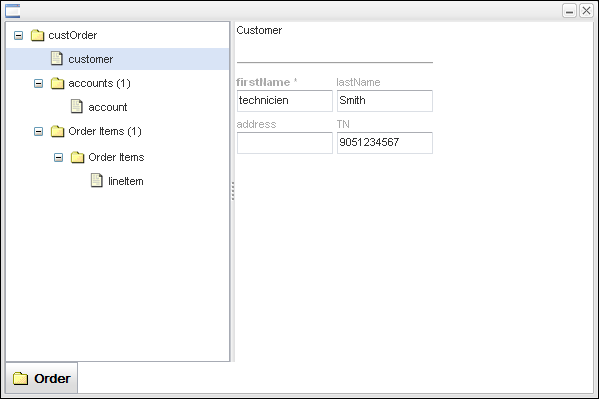 custOrder
customer
accounts (1)
account
Order Items (1)
Order Items
lineItem
Customer
firstName * lastName
technicien Smith
address TN
9051234567
Order